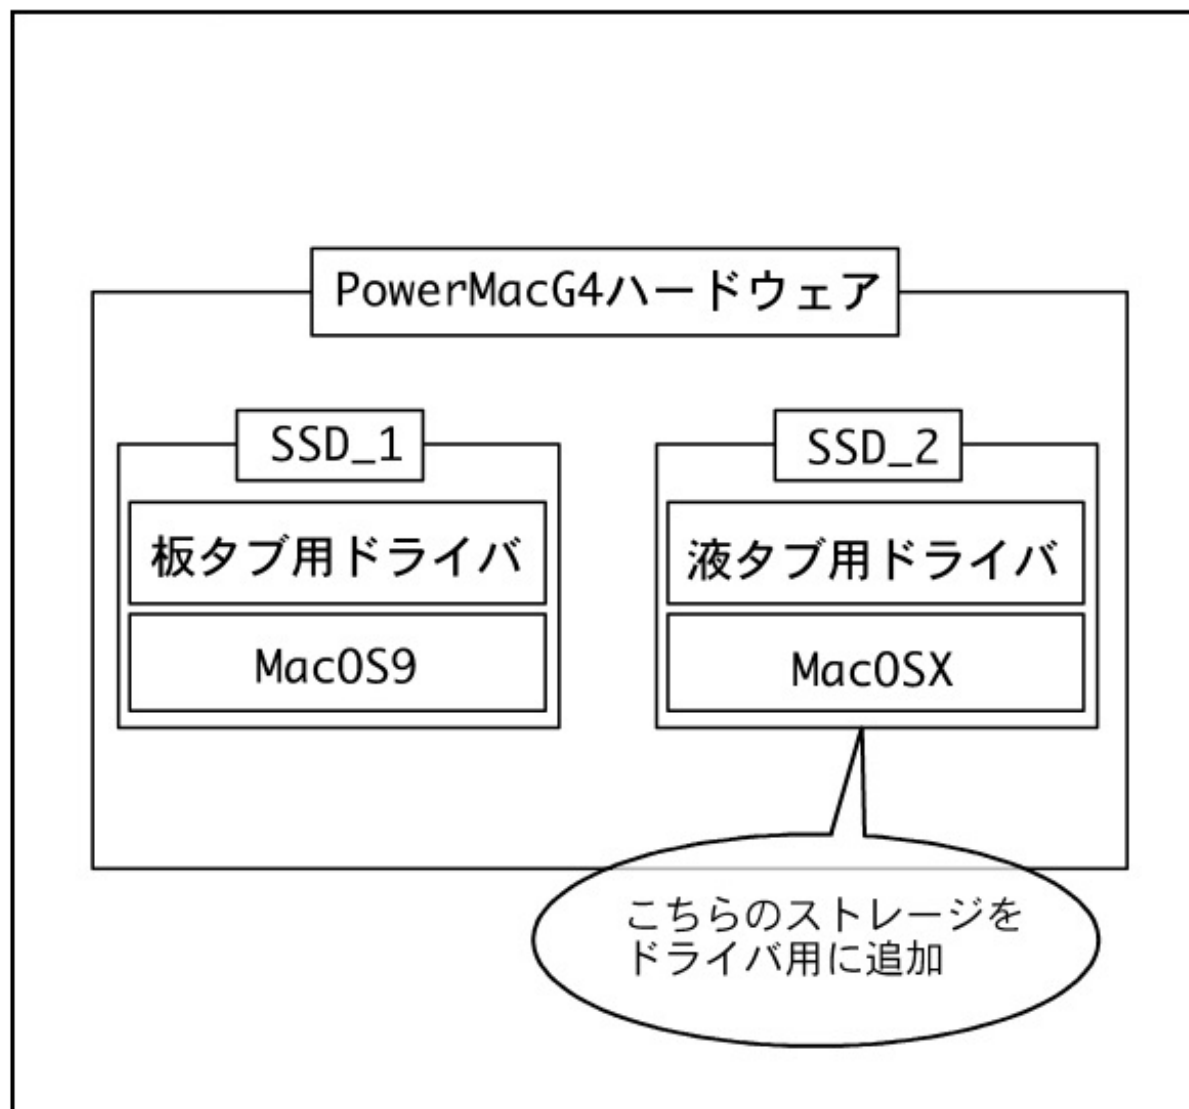 PowerMacG4ハードウェア
SSD_1
板タブ用ドライバ
MacOS9
SSD_2
液タブ用ドライバ
MacOSX
こちらのストレージを
ドライバ用に追加